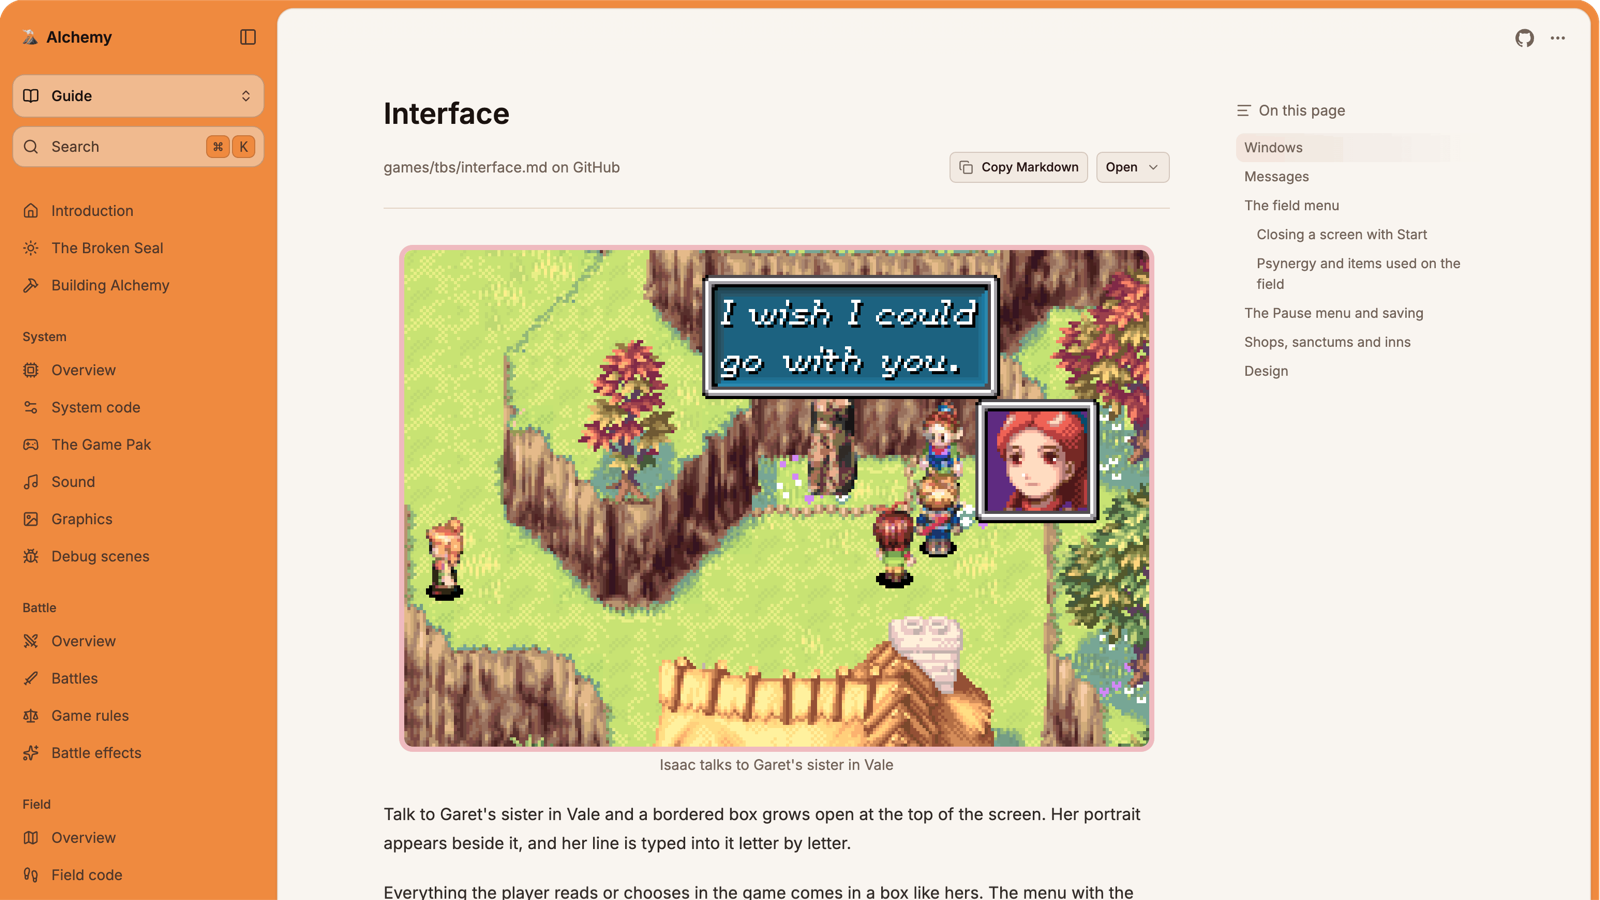 Alchemy
Guide
Search
⌘ K
Introduction
The Broken Seal
Building Alchemy
System
Overview
System code
The Game Pak
Sound
Graphics
Debug scenes
Battle
Overview
Battles
Game rules
Battle effects
Field
Overview
Field code
Interface
games/tbs/interface.md on GitHub
Copy Markdown
Open
I wish I could
go with you.
Isaac talks to Garet's sister in Vale
Talk to Garet's sister in Vale and a bordered box grows open at the top of the screen. Her portrait
appears beside it, and her line is typed into it letter by letter.
Everything the player reads or chooses in the game comes in a box like hers. The menu with the
On this page
Windows
Messages
The field menu
Closing a screen with Start
Psynergy and items used on the
field
The Pause menu and saving
Shops, sanctums and inns
Design